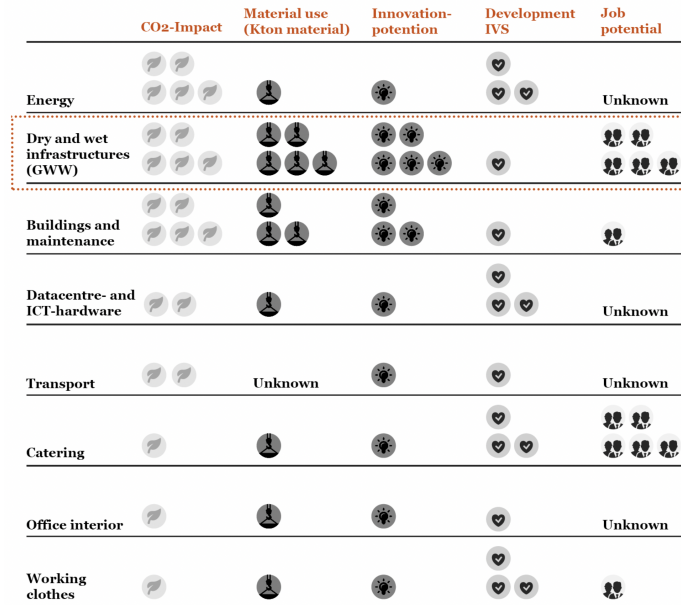 CO2-Impact
Material use
(Kton material)
Innovation-
potention
Development
IVS
Job
potential
Energy
Unknown
Dry and wet
infrastructures
(GWW)
Buildings and
maintenance
Datacentre- and
ICT-hardware
Unknown
Transport
Unknown
Unknown
Catering
Office interior
Unknown
Working
clothes